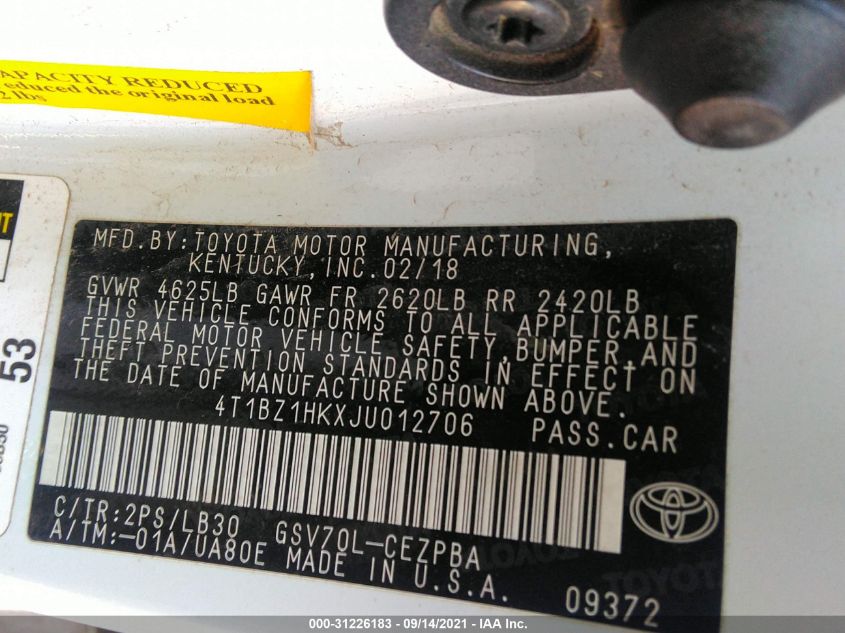 APACITY REDUCED
educed the original load
2 lbs
53
MFD. BY: TOYOTA MOTOR MANUFACTURING,
KENTUCKY, INC. 02/18
GVWR 4625LB GAWR FR 2620LB RR 2420LB
THIS VEHICLE CONFORMS TO ALL APPLICABLE
FEDERAL MOTOR VEHICLE SAFETY, BUMPER, AND
THEFT PREVENTION STANDARDS IN EFFECT ON
THE DATE OF MANUFACTURE SHOWN ABOVE.
4T1BZ1HKXJU012706 PASS.CAR
C/TR:2PS/LB30 GSV70L-CEZPBA
A/TM:-01A/UA80E MADE IN U.S.A.
TOYOTA
09372
000-31226183 - 09/14/2021 - IAA Inc.